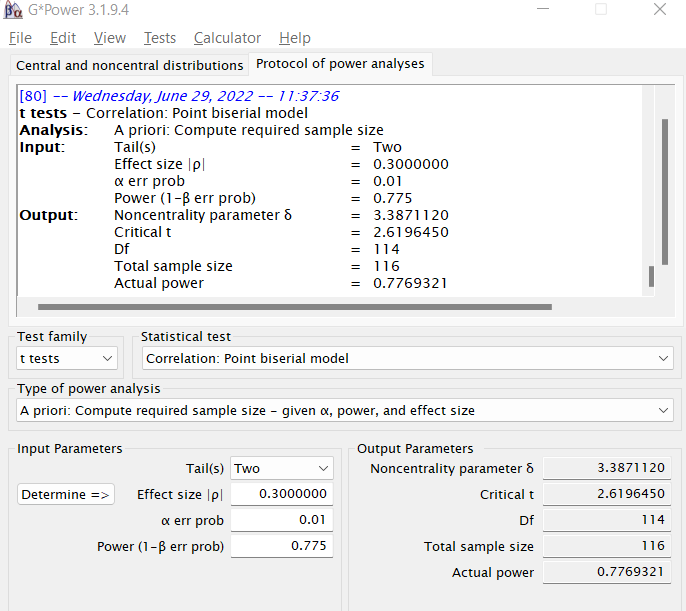 G*Power 3.1.9.4
File Edit View Tests Calculator Help
Central and noncentral distributions Protocol of power analyses
[80] -- Wednesday, June 29, 2022 -- 11:37:36
t tests - Correlation: Point biserial model
Analysis: A priori: Compute required sample size
Input: Tail(s) = Two
Effect size |ρ| = 0.3000000
α err prob = 0.01
Power (1-β err prob) = 0.775
Output: Noncentrality parameter δ = 3.3871120
Critical t = 2.6196450
Df = 114
Total sample size = 116
Actual power = 0.7769321
Test family Statistical test
t tests Correlation: Point biserial model
Type of power analysis
A priori: Compute required sample size - given α, power, and effect size
Input Parameters Output Parameters
Tail(s) Two Noncentrality parameter δ 3.3871120
Determine => Effect size |ρ| 0.3000000 Critical t 2.6196450
α err prob 0.01 Df 114
Power (1-β err prob) 0.775 Total sample size 116
Actual power 0.7769321